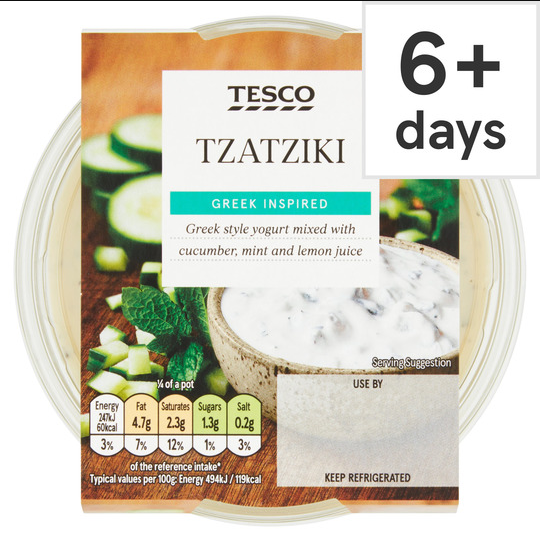 6+
days
TESCO
TZATZIKI
GREEK INSPIRED
Greek style yogurt mixed with
cucumber, mint and lemon juice
Serving Suggestion
¼ of a pot
USE BY
Energy Fat Saturates Sugars Salt
247kJ
60kcal 4.7g 2.3g 1.3g 0.2g
3% 7% 12% 1% 3%
of the reference intake*
Typical values per 100g: Energy 494kJ / 119kcal
KEEP REFRIGERATED